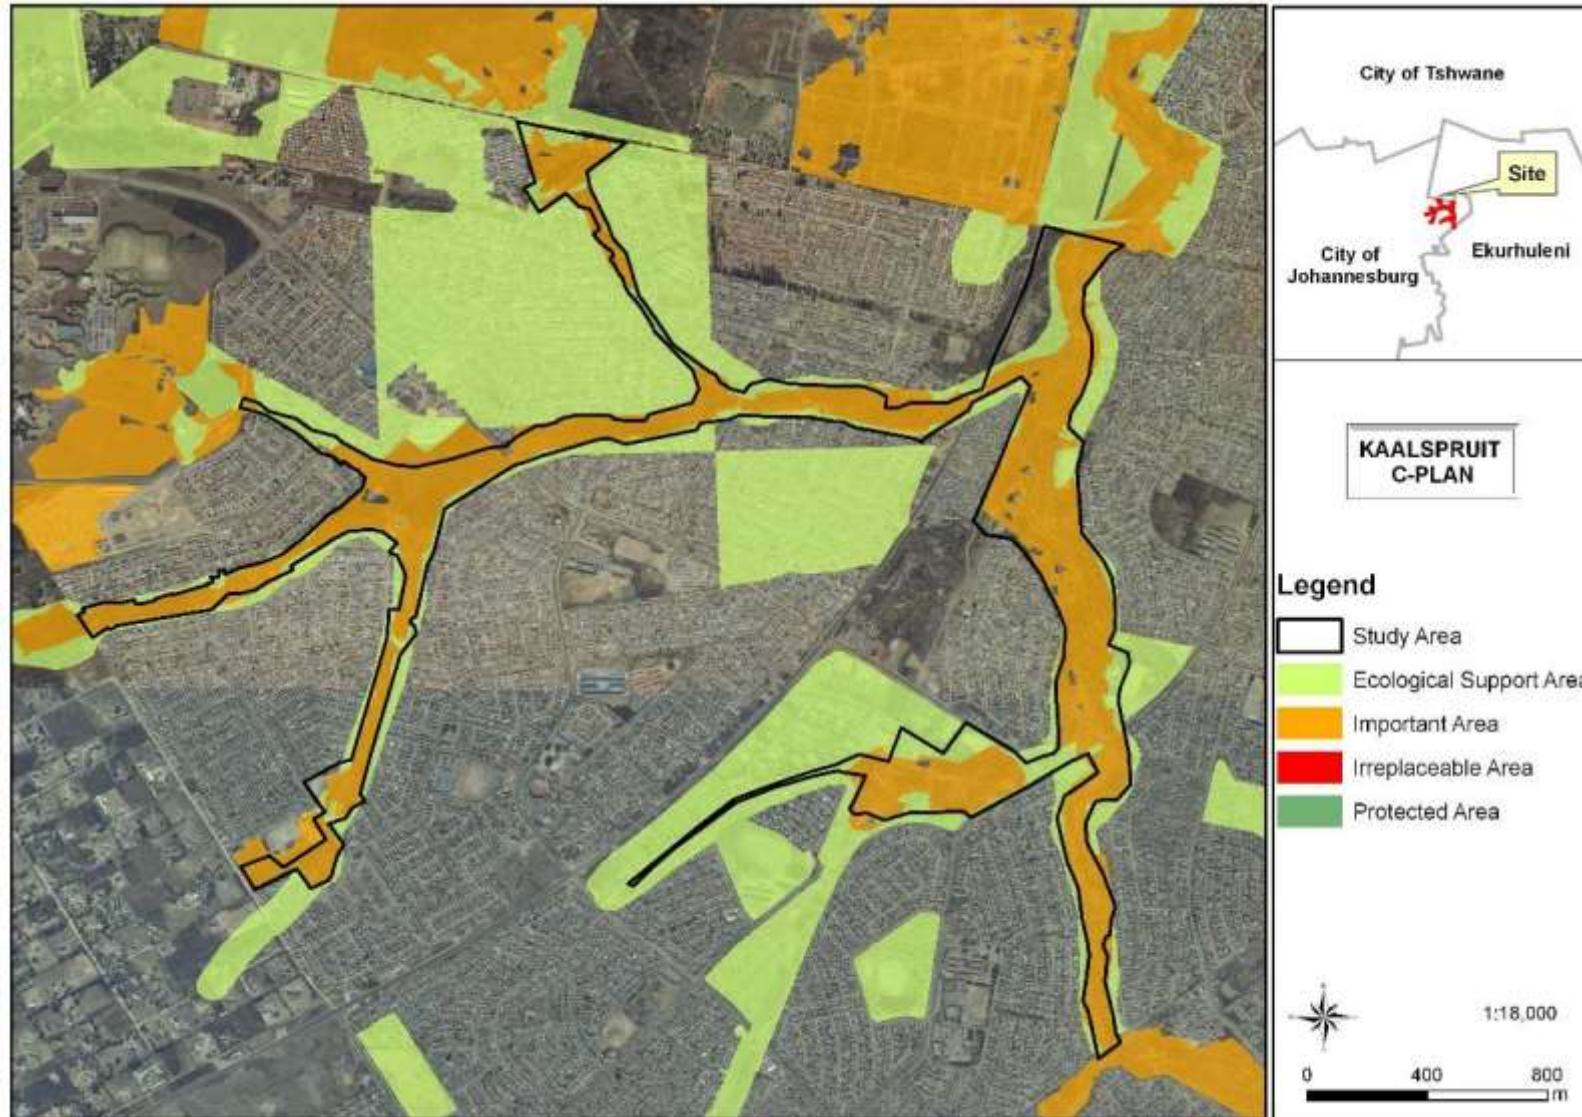 City of Tshwane
Site
City of
Johannesburg
Ekurhuleni
KAALSPRUIT
C-PLAN
Legend
Study Area
Ecological Support Area
Important Area
Irreplaceable Area
Protected Area
1:18,000
0 400 800
m